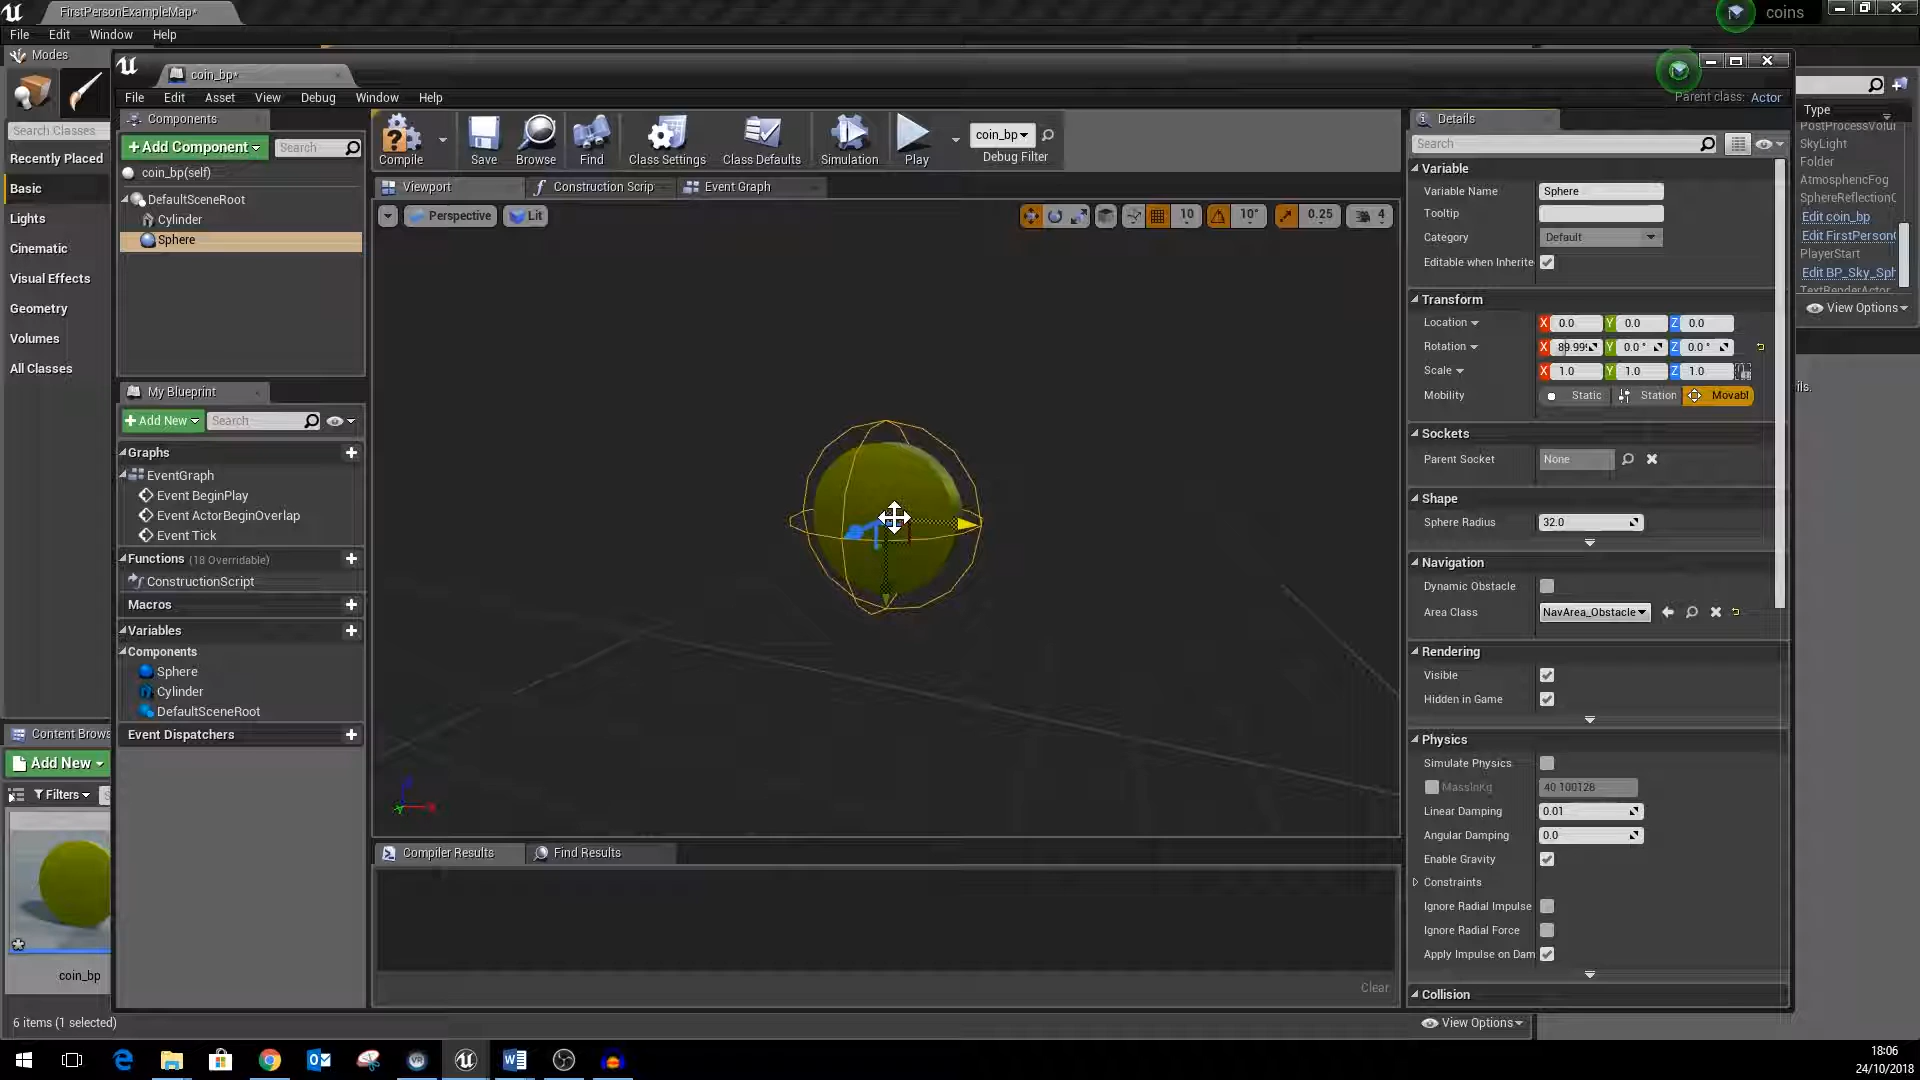 FirstPersonExampleMap*
coins
File Edit Window Help
Modes
Search Classes
Recently Placed
Basic
Lights
Cinematic
Visual Effects
Geometry
Volumes
All Classes
Content Brows
Add New
Filters
coin_bp
6 items (1 selected)
coin_bp*
File Edit Asset View Debug Window Help
Parent class: Actor
Components
+Add Component
Search
coin_bp(self)
DefaultSceneRoot
Cylinder
Sphere
My Blueprint
+Add New
Search
Graphs
EventGraph
Event BeginPlay
Event ActorBeginOverlap
Event Tick
Functions (18 Overridable)
ConstructionScript
Macros
Variables
Components
Sphere
Cylinder
DefaultSceneRoot
Event Dispatchers
Compile
Save
Browse
Find
Class Settings
Class Defaults
Simulation
Play
coin_bp
Debug Filter
Viewport
Construction Scrip
Event Graph
Perspective
Lit
10
10°
0.25
4
Compiler Results
Find Results
Clear
Details
Search
Variable
Variable Name Sphere
Tooltip
Category Default
Editable when Inherite
Transform
Location X 0.0 Y 0.0 Z 0.0
Rotation X 89.99 Y 0.0 ° Z 0.0 °
Scale X 1.0 Y 1.0 Z 1.0
Mobility Static Station Movabl
Sockets
Parent Socket None
Shape
Sphere Radius 32.0
Navigation
Dynamic Obstacle
Area Class NavArea_Obstacle
Rendering
Visible
Hidden in Game
Physics
Simulate Physics
MassInKg 40.100128
Linear Damping 0.01
Angular Damping 0.0
Enable Gravity
Constraints
Ignore Radial Impulse
Ignore Radial Force
Apply Impulse on Dam
Collision
View Options
Type
PostProcessVolur
SkyLight
Folder
AtmosphericFog
SphereReflectionC
Edit coin_bp
Edit FirstPerson
PlayerStart
Edit BP_Sky_Sph
TextRenderActor
View Options
ils.
18:06
24/10/2018